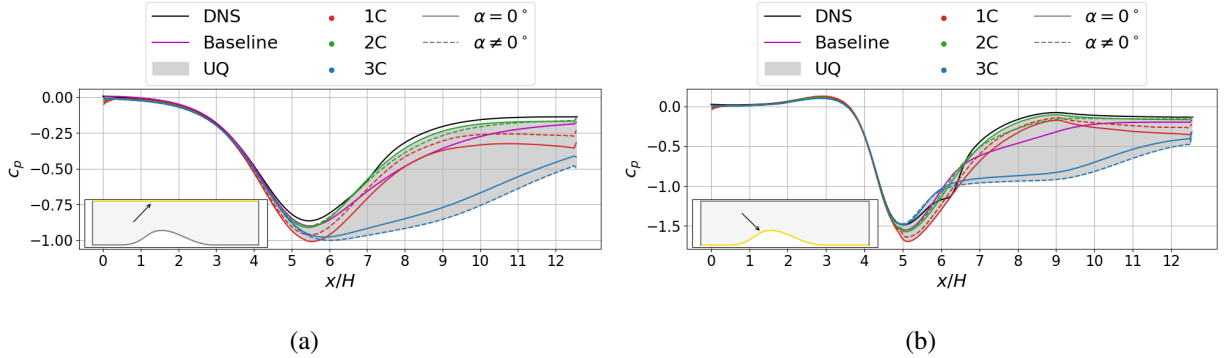 DNS 1C α = 0°
Baseline 2C α ≠ 0°
UQ 3C
0.00
−0.25
−0.50
−0.75
−1.00
c_p
0 1 2 3 4 5 6 7 8 9 10 11 12
x/H
(a)
DNS 1C α = 0°
Baseline 2C α ≠ 0°
UQ 3C
0.0
−0.5
−1.0
−1.5
c_p
0 1 2 3 4 5 6 7 8 9 10 11 12
x/H
(b)